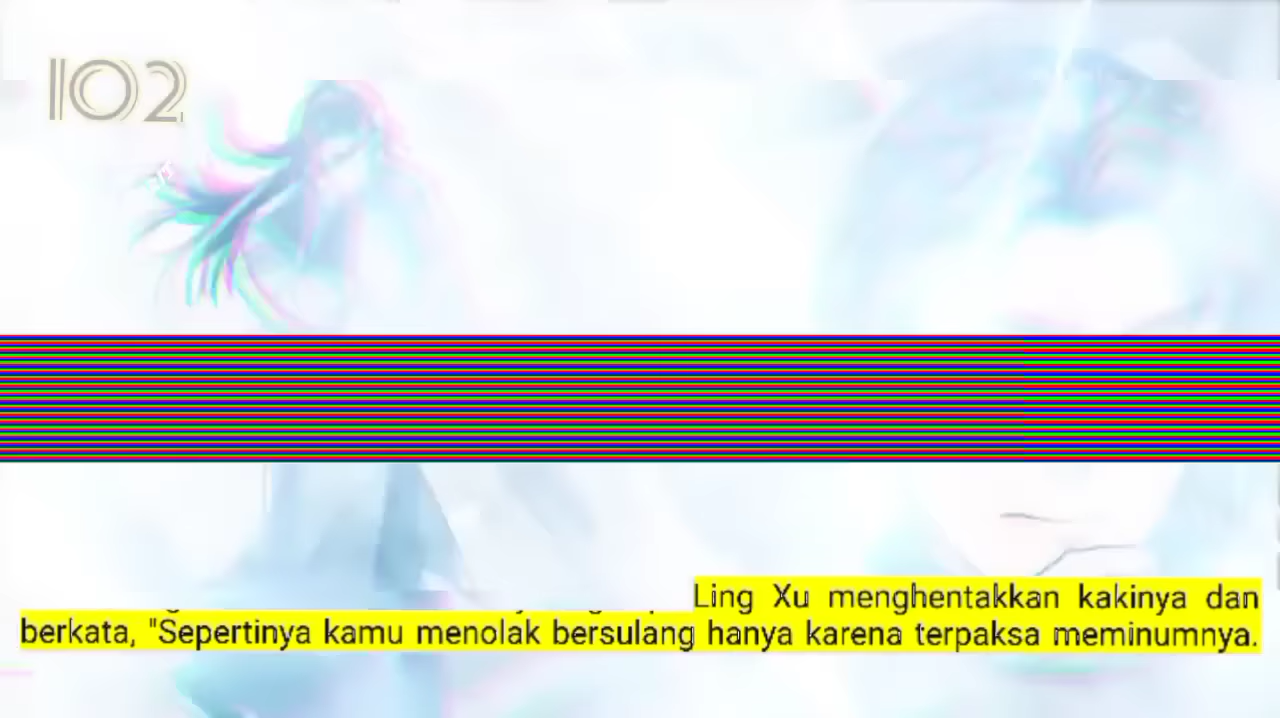 102
Ling Xu menghentakkan kakinya dan
berkata, "Sepertinya kamu menolak bersulang hanya karena terpaksa meminumnya.